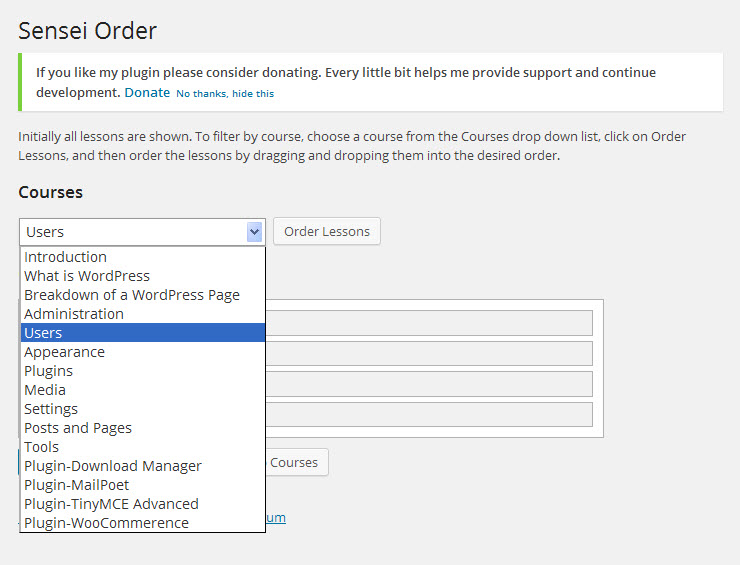 Sensei Order
If you like my plugin please consider donating. Every little bit helps me provide support and continue
development. Donate No thanks, hide this
Initially all lessons are shown. To filter by course, choose a course from the Courses drop down list, click on Order
Lessons, and then order the lessons by dragging and dropping them into the desired order.
Courses
Users
Order Lessons
Introduction
What is WordPress
Breakdown of a WordPress Page
Administration
Users
Appearance
Plugins
Media
Settings
Posts and Pages
Tools
Plugin-Download Manager
Courses
Plugin-MailPoet
Plugin-TinyMCE Advanced
Plugin-WooCommerence
um